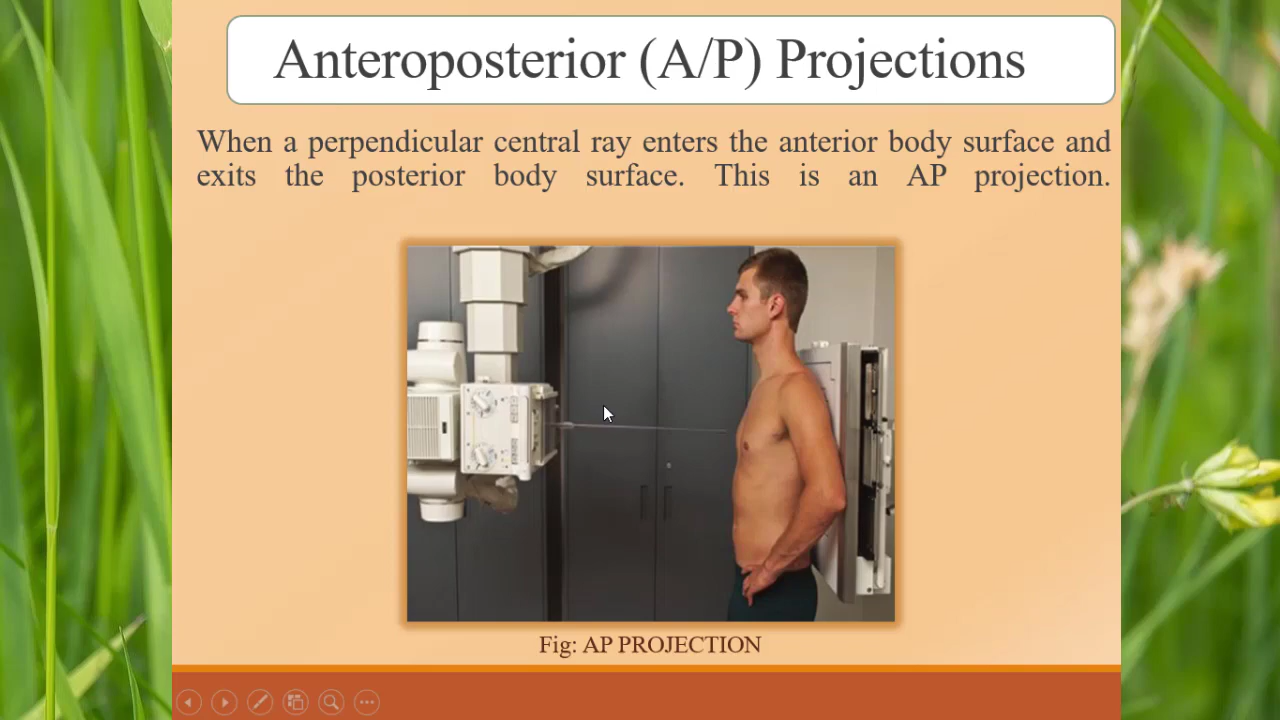 Anteroposterior (A/P) Projections
When a perpendicular central ray enters the anterior body surface and
exits the posterior body surface. This is an AP projection.
Fig: AP PROJECTION